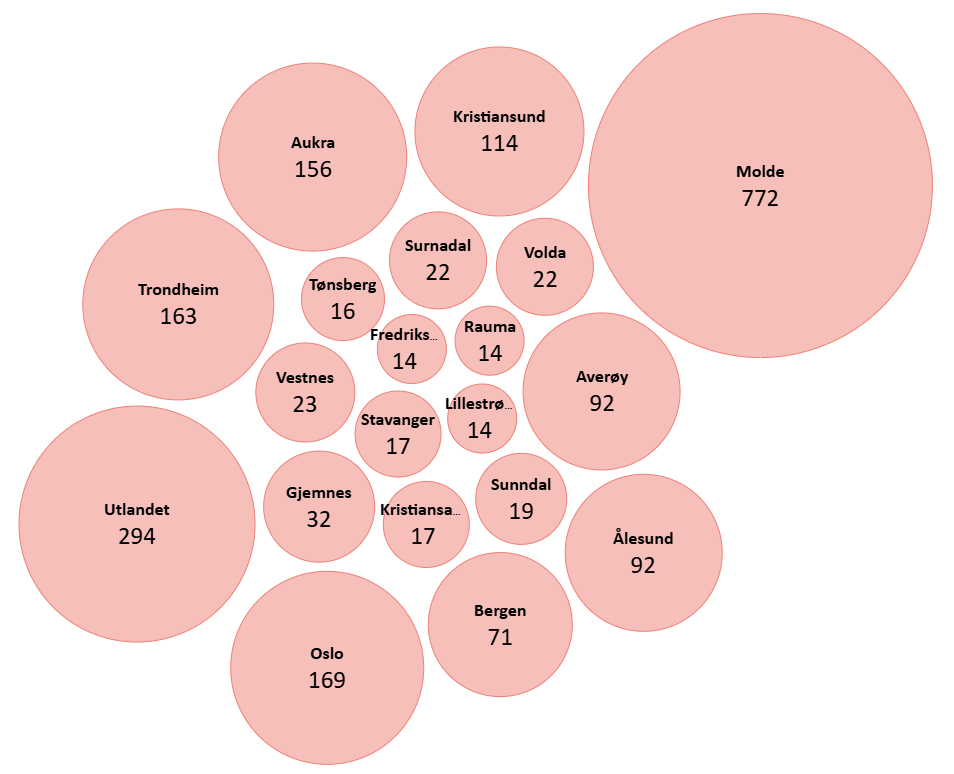 Kristiansund
114
Aukra
156
Molde
772
Surnadal
22
Volda
22
Trondheim
163
Tønsberg
16
Fredriks…
14
Rauma
14
Vestnes
23
Averøy
92
Lillestrø…
14
Stavanger
17
Gjemnes
32
Sunndal
19
Utlandet
294
Kristiansa…
17
Ålesund
92
Bergen
71
Oslo
169